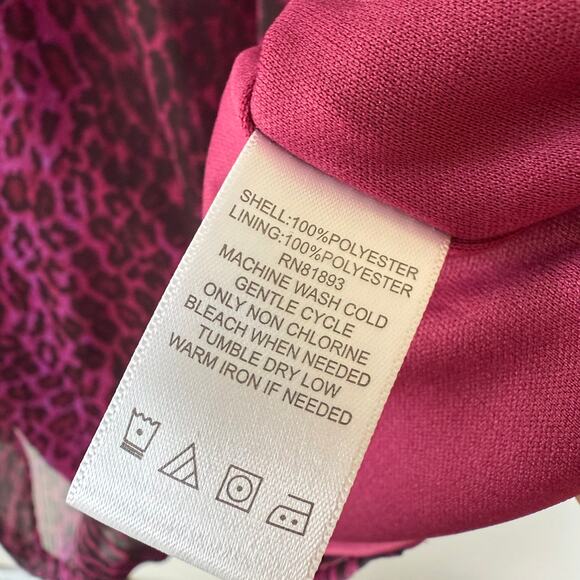 SHELL:100%POLYESTER
LINING:100%POLYESTER
RN81893
MACHINE WASH COLD
GENTLE CYCLE
ONLY NON CHLORINE
BLEACH WHEN NEEDED
TUMBLE DRY LOW
WARM IRON IF NEEDED